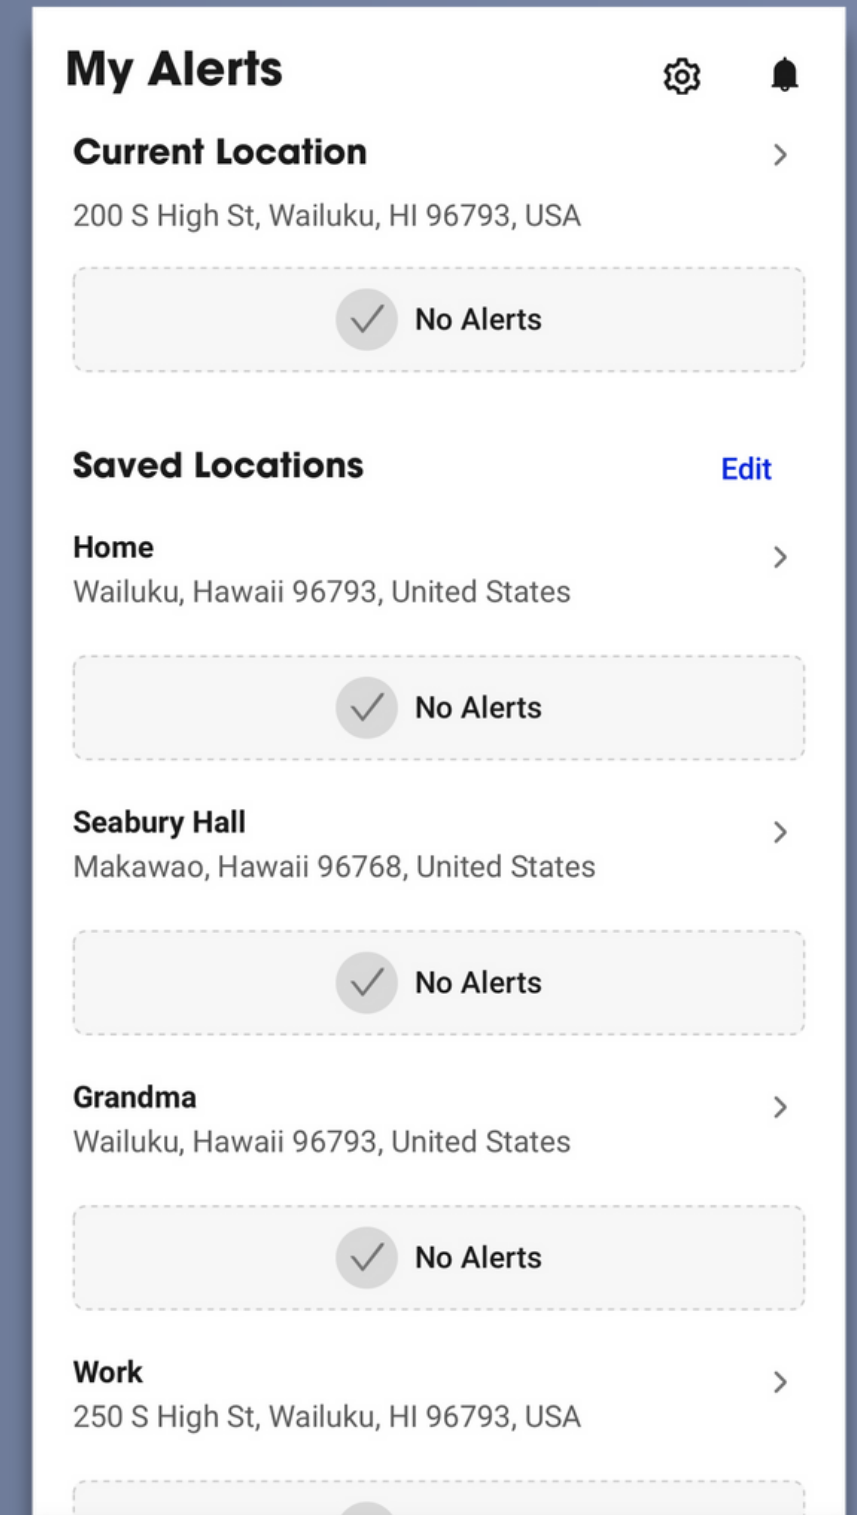 My Alerts
Current Location
200 S High St, Wailuku, HI 96793, USA
No Alerts
Saved Locations
Edit
Home
Wailuku, Hawaii 96793, United States
No Alerts
Seabury Hall
Makawao, Hawaii 96768, United States
No Alerts
Grandma
Wailuku, Hawaii 96793, United States
No Alerts
Work
250 S High St, Wailuku, HI 96793, USA